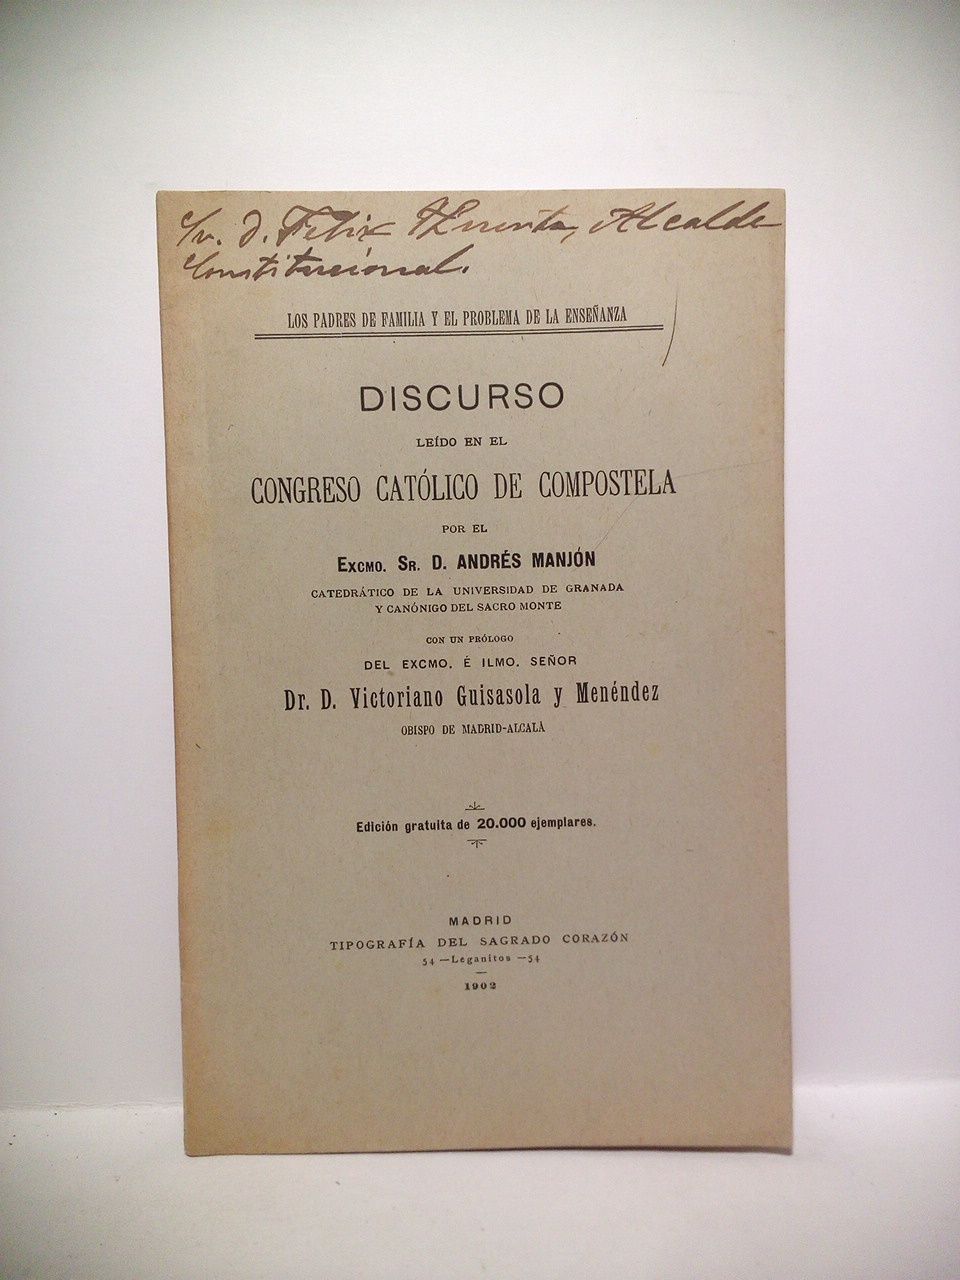 Sr. D. Felix Huerta, Alcalde
Constitucional.
LOS PADRES DE FAMILIA Y EL PROBLEMA DE LA ENSEÑANZA
DISCURSO
LEÍDO EN EL
CONGRESO CATÓLICO DE COMPOSTELA
POR EL
EXCMO. SR. D. ANDRÉS MANJÓN
CATEDRÁTICO DE LA UNIVERSIDAD DE GRANADA
Y CANÓNIGO DEL SACRO MONTE
CON UN PRÓLOGO
DEL EXCMO. É ILMO. SEÑOR
Dr. D. Victoriano Guisasola y Menéndez
OBISPO DE MADRID-ALCALÁ
Edición gratuita de 20.000 ejemplares.
MADRID
TIPOGRAFÍA DEL SAGRADO CORAZÓN
54—Leganitos—54
1902